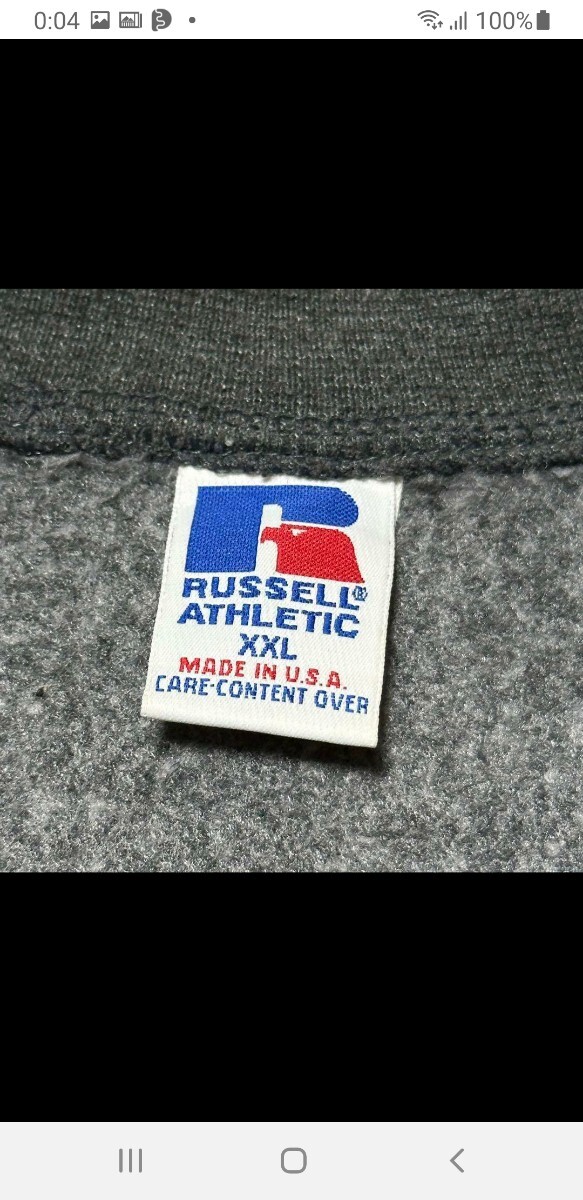 0:04
100%
RUSSELL®
ATHLETIC
XXL
MADE IN U.S.A.
CARE-CONTENT OVER